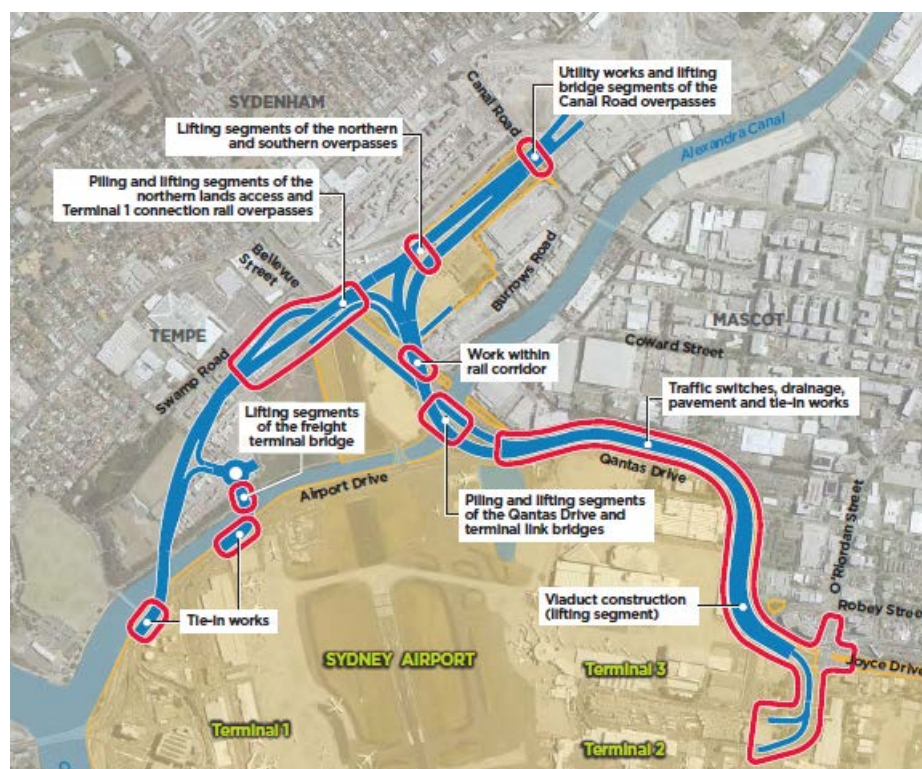 Canal Road
Utility works and lifting
bridge segments of the
Canal Road overpasses
SYDENHAM
Lifting segments of the northern
and southern overpasses
Alexandra Canal
Piling and lifting segments of the
northern lands access and
Terminal 1 connection rail overpasses
Bellevue
Street
Burrows Road
TEMPE
MASCOT
Coward Street
Swamp Road
Work within
rail corridor
Traffic switches, drainage,
pavement and tie-in works
Lifting segments
of the freight
terminal bridge
Airport Drive
Qantas Drive
Piling and lifting segments
of the Qantas Drive and
terminal link bridges
O'Riordan Street
Viaduct construction
(lifting segment)
Robey Street
Tie-in works
SYDNEY AIRPORT
Joyce Drive
Terminal 3
Terminal 1
Terminal 2